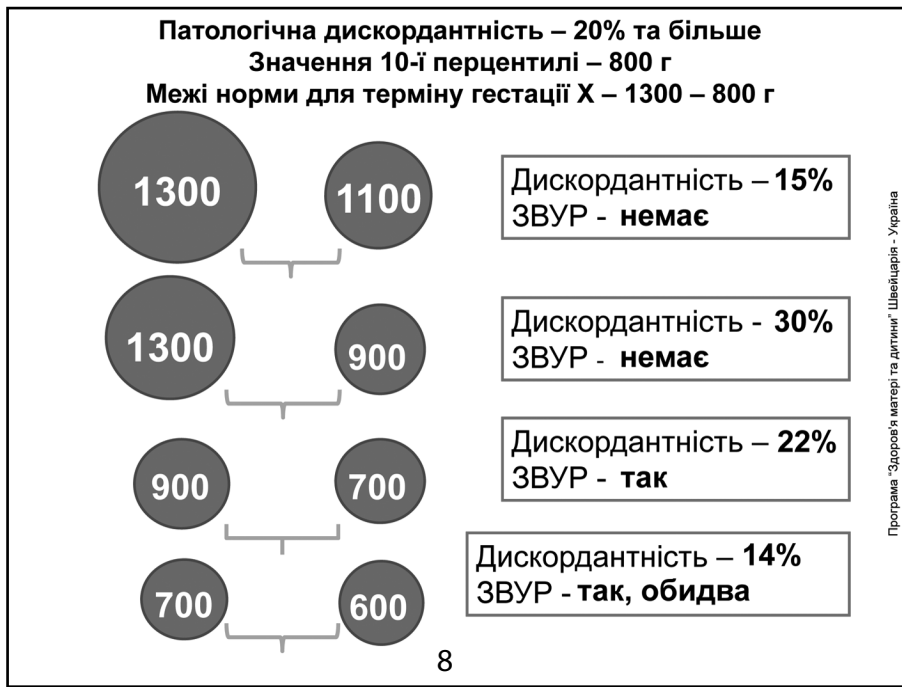 Патологічна дискордантність – 20% та більше
Значення 10-ї перцентилі – 800 г
Межі норми для терміну гестації Х – 1300 – 800 г
1300
1100
Дискордантність – 15%
ЗВУР - немає
1300
900
Дискордантність - 30%
ЗВУР - немає
900
700
Дискордантність – 22%
ЗВУР - так
700
600
Дискордантність – 14%
ЗВУР - так, обидва
8
Програма "Здоров'я матері та дитини" Швейцарія - Україна